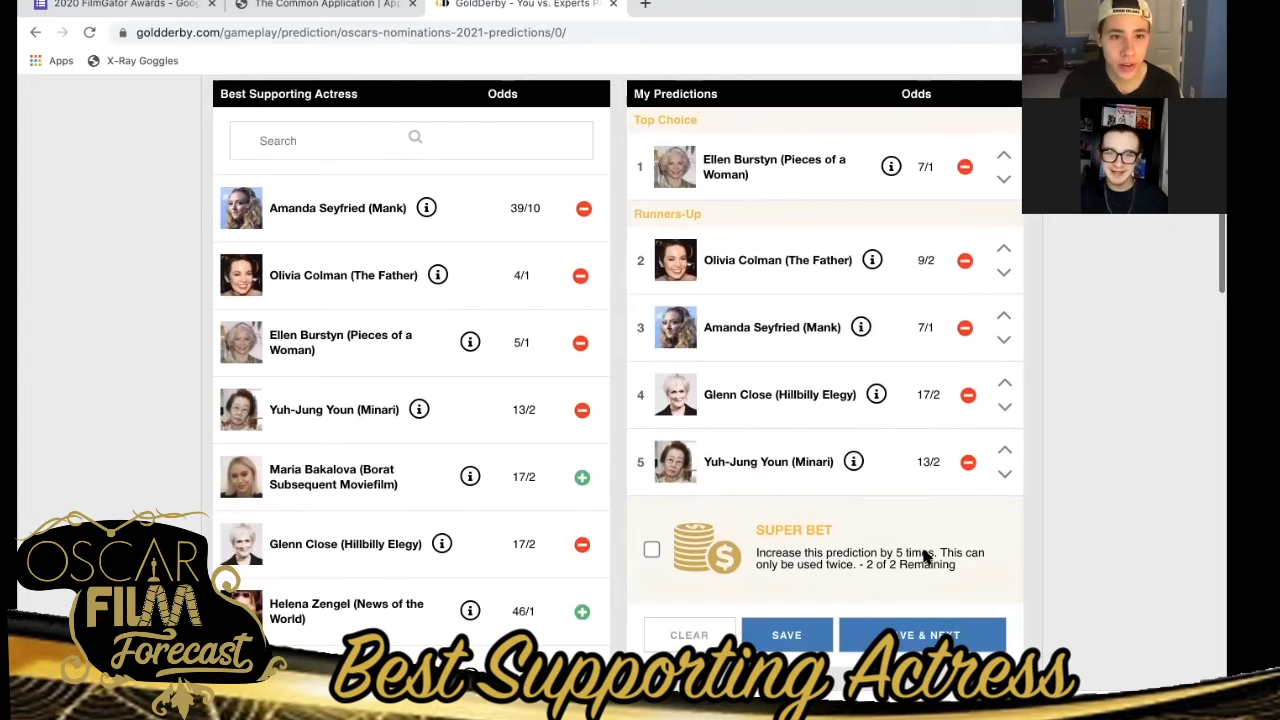 2020 FilmGator Awards - Goog
The Common Application | App
GoldDerby - You vs. Experts P
goldderby.com/gameplay/prediction/oscars-nominations-2021-predictions/0/
Apps
X-Ray Goggles
Best Supporting Actress Odds
Search
Amanda Seyfried (Mank) 39/10
Olivia Colman (The Father) 4/1
Ellen Burstyn (Pieces of a
Woman) 5/1
Yuh-Jung Youn (Minari) 13/2
Maria Bakalova (Borat
Subsequent Moviefilm) 17/2
Glenn Close (Hillbilly Elegy) 17/2
Helena Zengel (News of the
World) 46/1
My Predictions Odds
Top Choice
1 Ellen Burstyn (Pieces of a
Woman) 7/1
Runners-Up
2 Olivia Colman (The Father) 9/2
3 Amanda Seyfried (Mank) 7/1
4 Glenn Close (Hillbilly Elegy) 17/2
5 Yuh-Jung Youn (Minari) 13/2
SUPER BET
Increase this prediction by 5 times. This can
only be used twice. - 2 of 2 Remaining
CLEAR
SAVE
& NEXT
OSCAR
FILM
Forecast
Best Supporting Actress